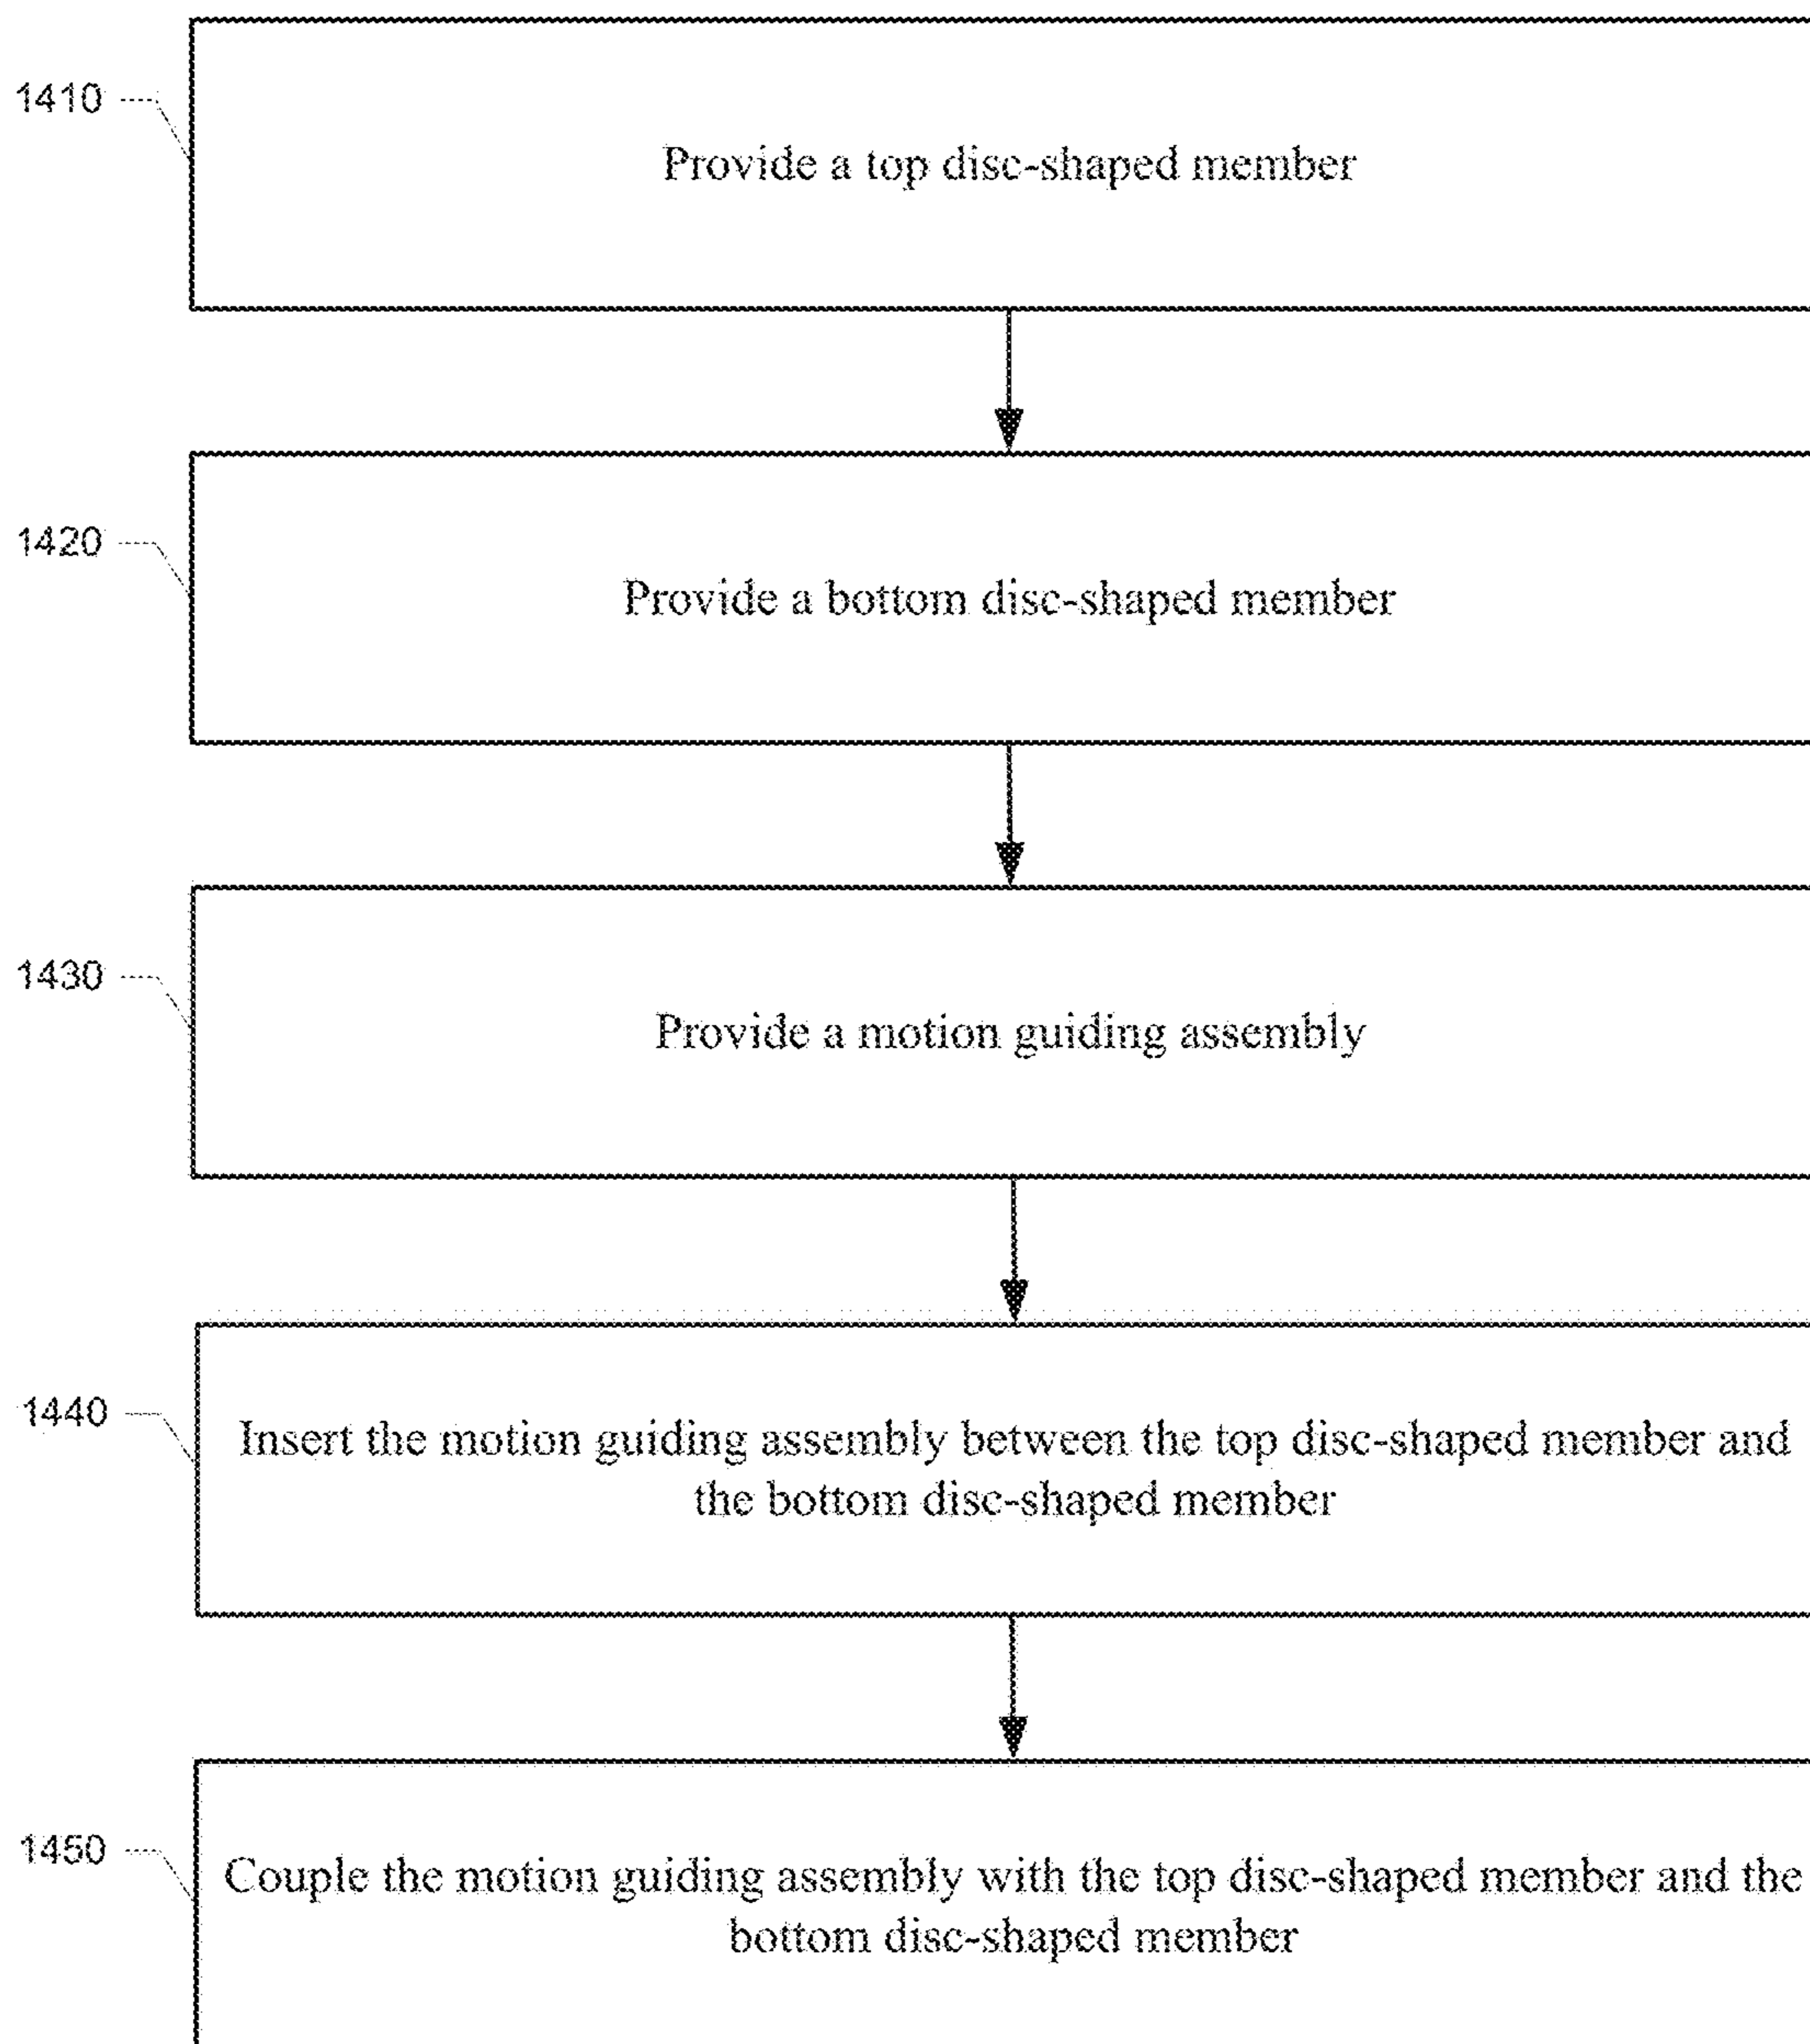 1410
Provide a top disc-shaped member
1420
Provide a bottom disc-shaped member
1430
Provide a motion guiding assembly
1440
Insert the motion guiding assembly between the top disc-shaped member and
the bottom disc-shaped member
1450
Couple the motion guiding assembly with the top disc-shaped member and the
bottom disc-shaped member